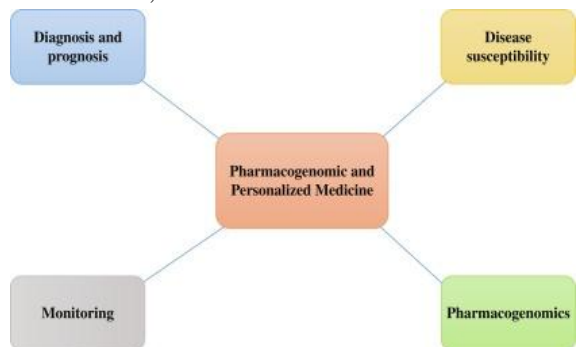 Diagnosis and
prognosis
Disease
susceptibility
Pharmacogenomic and
Personalized Medicine
Monitoring
Pharmacogenomics